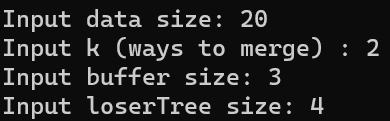 Input data size: 20
Input k (ways to merge) : 2
Input buffer size: 3
Input loserTree size: 4